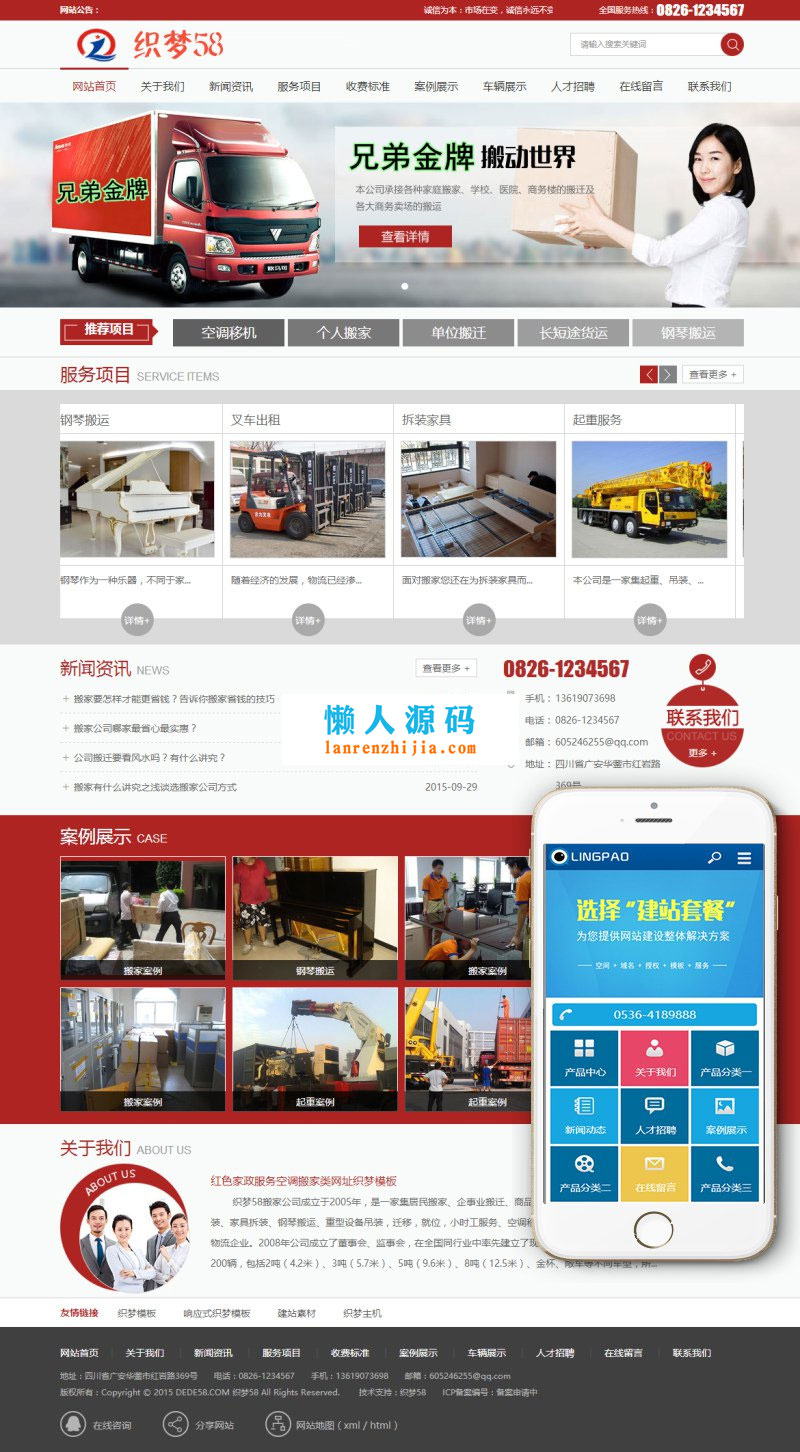 网站公告：
诚信为本：市场在变，诚信永远不变
全国服务热线：0826-1234567
织梦58
请输入搜索关键词
网站首页 关于我们 新闻资讯 服务项目 收费标准 案例展示 车辆展示 人才招聘 在线留言 联系我们
兄弟金牌
兄弟金牌 搬动世界
本公司承接各种家庭搬家、学校、医院、商务楼的搬迁及
各大商务卖场的搬运
查看详情
推荐项目 空调移机 个人搬家 单位搬迁 长短途货运 钢琴搬运
服务项目 SERVICE ITEMS
查看更多 +
钢琴搬运 叉车出租 拆装家具 起重服务
钢琴作为一种乐器，不同于家... 随着经济的发展，物流已经渗... 面对搬家您还在为拆装家具而... 本公司是一家集起重、吊装、...
详情+ 详情+ 详情+ 详情+
新闻资讯 NEWS
查看更多 +
+ 搬家要怎样才能更省钱？告诉你搬家省钱的技巧
+ 搬家公司哪家最省心最实惠？
+ 公司搬迁要看风水吗？有什么讲究？
+ 搬家有什么讲究之浅谈选搬家公司方式 2015-09-29
懒人源码
lanrenzhijia.com
0826-1234567
手机：13619073698
电话：0826-1234567
邮箱：605246255@qq.com
地址：四川省广安华蓥市红岩路
369号
联系我们
CONTACT US
更多 +
案例展示 CASE
搬家案例 钢琴搬运 搬家案例
搬家案例 起重案例 起重案例
LINGPAO
选择“建站套餐”
为您提供网站建设整体解决方案
空间 + 域名 + 授权 + 模板 + 服务
0536-4189888
产品中心 关于我们 产品分类一
新闻动态 人才招聘 案例展示
产品分类二 在线留言 产品分类三
关于我们 ABOUT US
ABOUT US
红色家政服务空调搬家类网址织梦模板
织梦58搬家公司成立于2005年，是一家集居民搬家、企事业搬迁、商品
装、家具拆装、钢琴搬运、重型设备吊装，迁移，就位，小时工服务、空调
物流企业。2008年公司成立了董事会、监事会，在全国同行业中率先建立了现
200辆，包括2吨（4.2米）、3吨（5.7米）、5吨（9.6米）、8吨（12.5米）、金杯、
友情链接 织梦模板 响应式织梦模板 建站素材 织梦主机
网站首页 关于我们 新闻资讯 服务项目 收费标准 案例展示 车辆展示 人才招聘 在线留言 联系我们
地址：四川省广安华蓥市红岩路369号 电话：0826-1234567 手机：13619073698 邮箱：605246255@qq.com
版权所有：Copyright © 2015 DEDE58.COM 织梦58 All Rights Reserved. 技术支持：织梦58 ICP备案编号：备案申请中
在线咨询 分享网站 网站地图（xml / html）